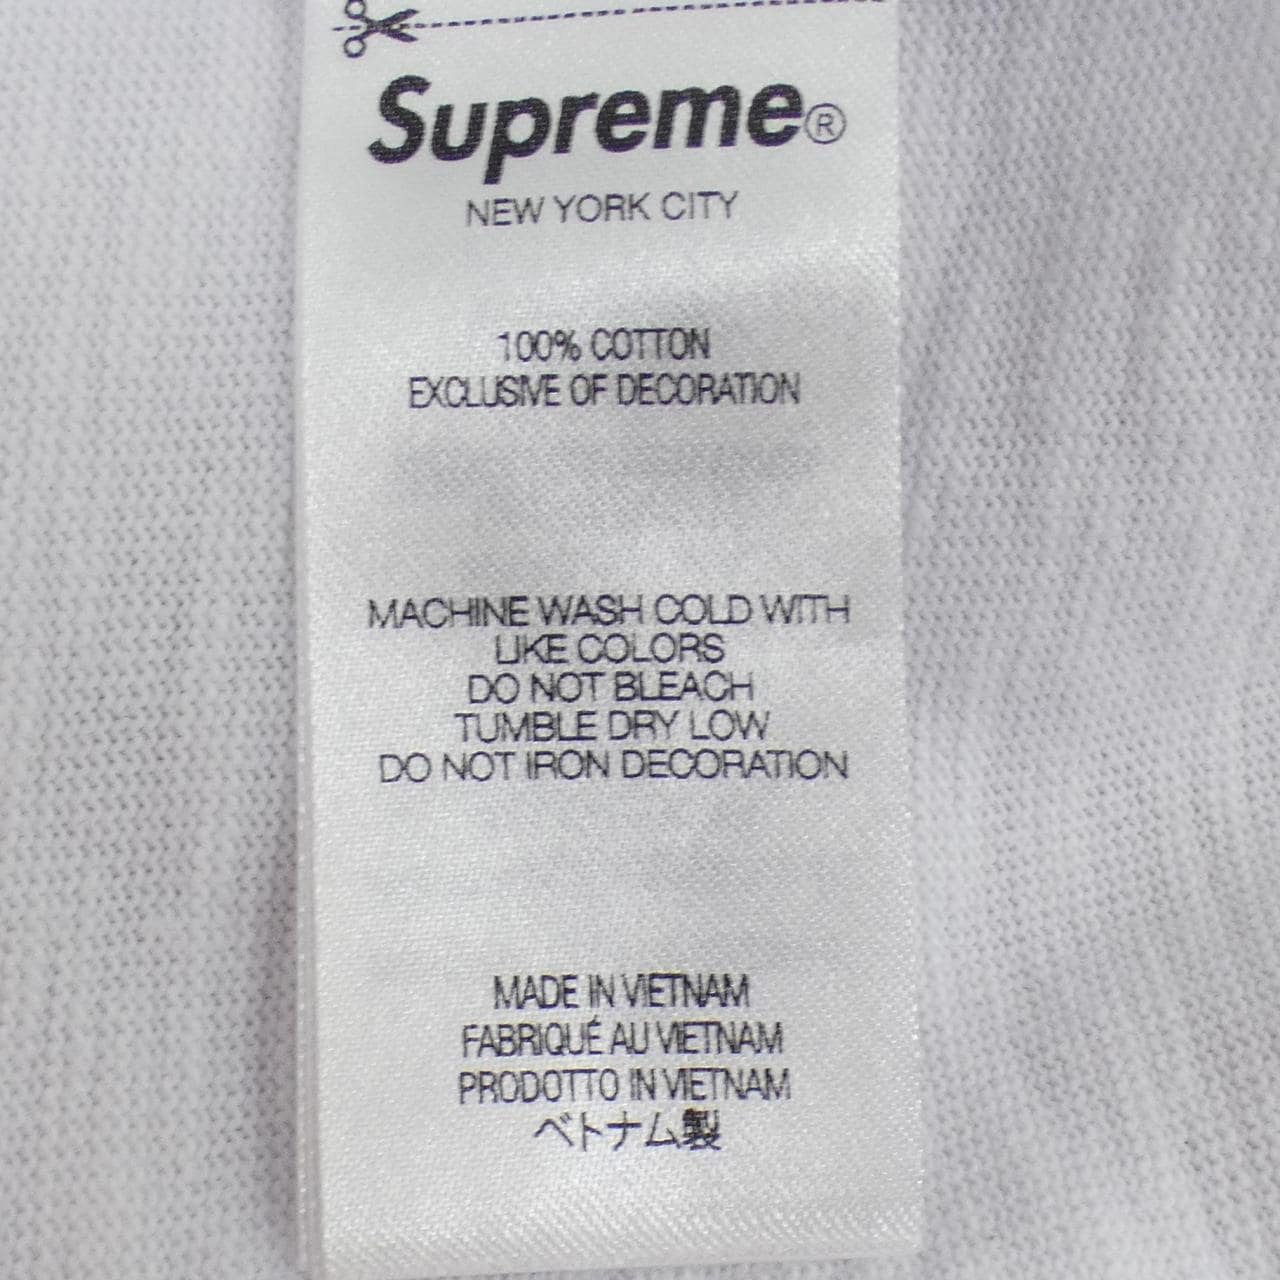 Supreme®
NEW YORK CITY
100% COTTON
EXCLUSIVE OF DECORATION
MACHINE WASH COLD WITH
LIKE COLORS
DO NOT BLEACH
TUMBLE DRY LOW
DO NOT IRON DECORATION
MADE IN VIETNAM
FABRIQUÉ AU VIETNAM
PRODOTTO IN VIETNAM
ベトナム製